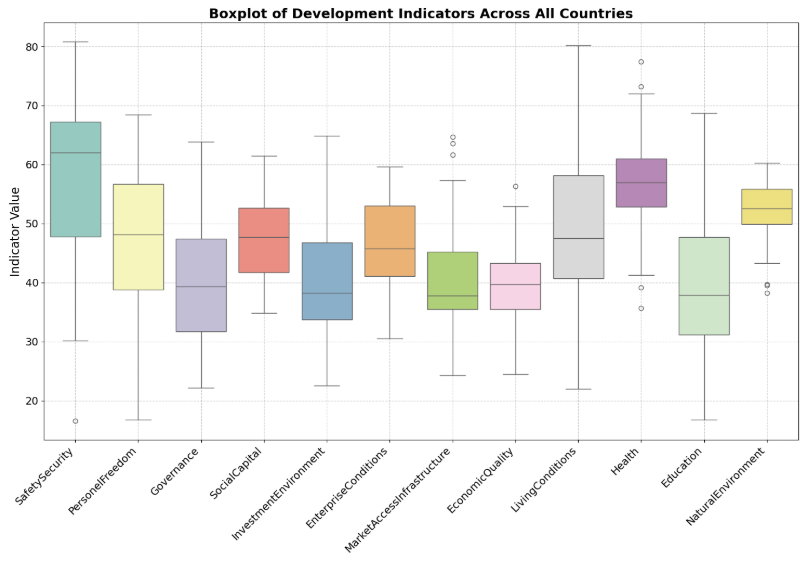 Boxplot of Development Indicators Across All Countries
Indicator Value
80
70
60
50
40
30
20
SafetySecurity
PersonelFreedom
Governance
SocialCapital
InvestmentEnvironment
EnterpriseConditions
MarketAccessInfrastructure
EconomicQuality
LivingConditions
Health
Education
NaturalEnvironment